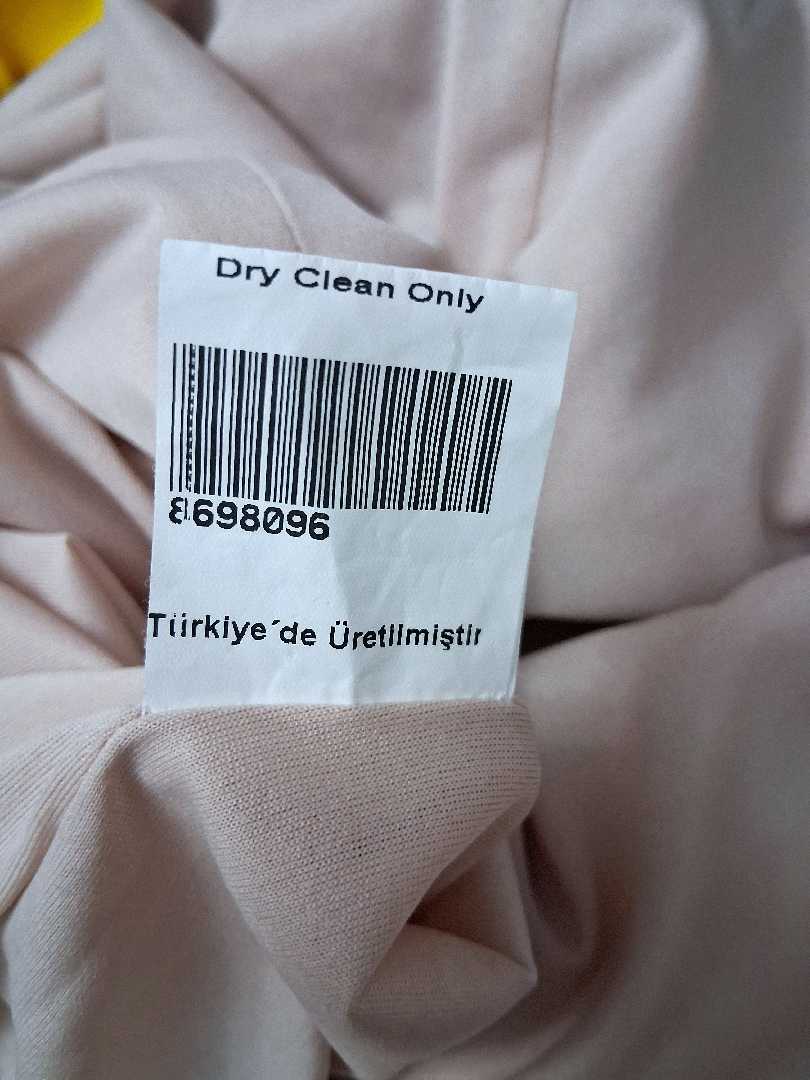 Dry Clean Only
8698096
Türkiye´de Üretilmiştir